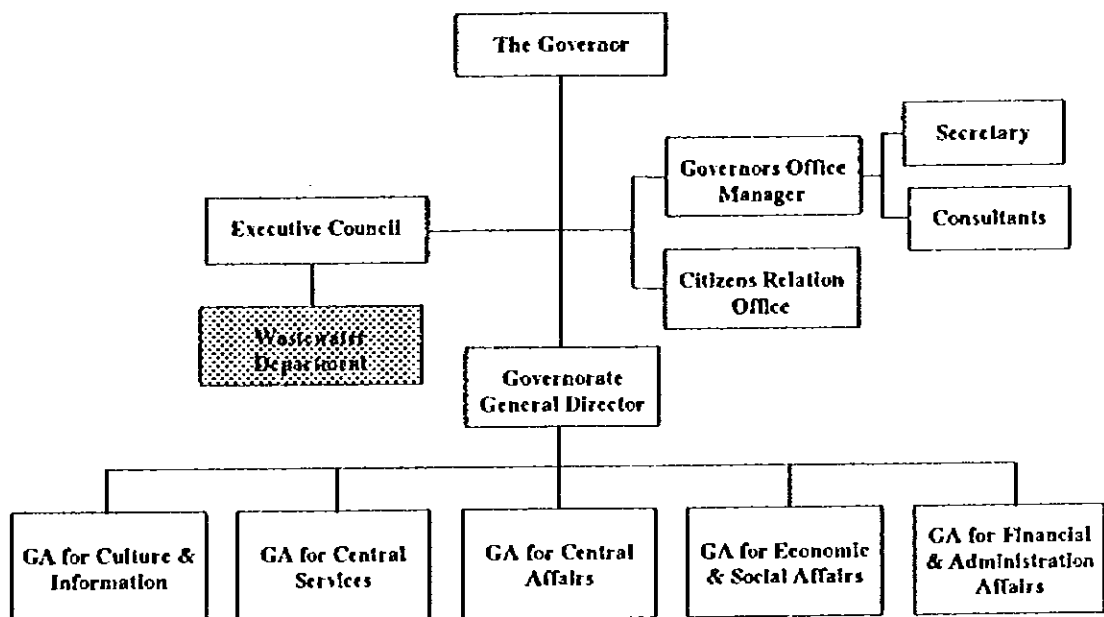 The Governor
Secretary
Governors Office
Manager
Executive Council
Consultants
Citizens Relation
Office
Wastewater
Department
Governorate
General Director
GA for Culture &
Information
GA for Central
Services
GA for Central
Affairs
GA for Economic
& Social Affairs
GA for Financial
& Administration
Affairs